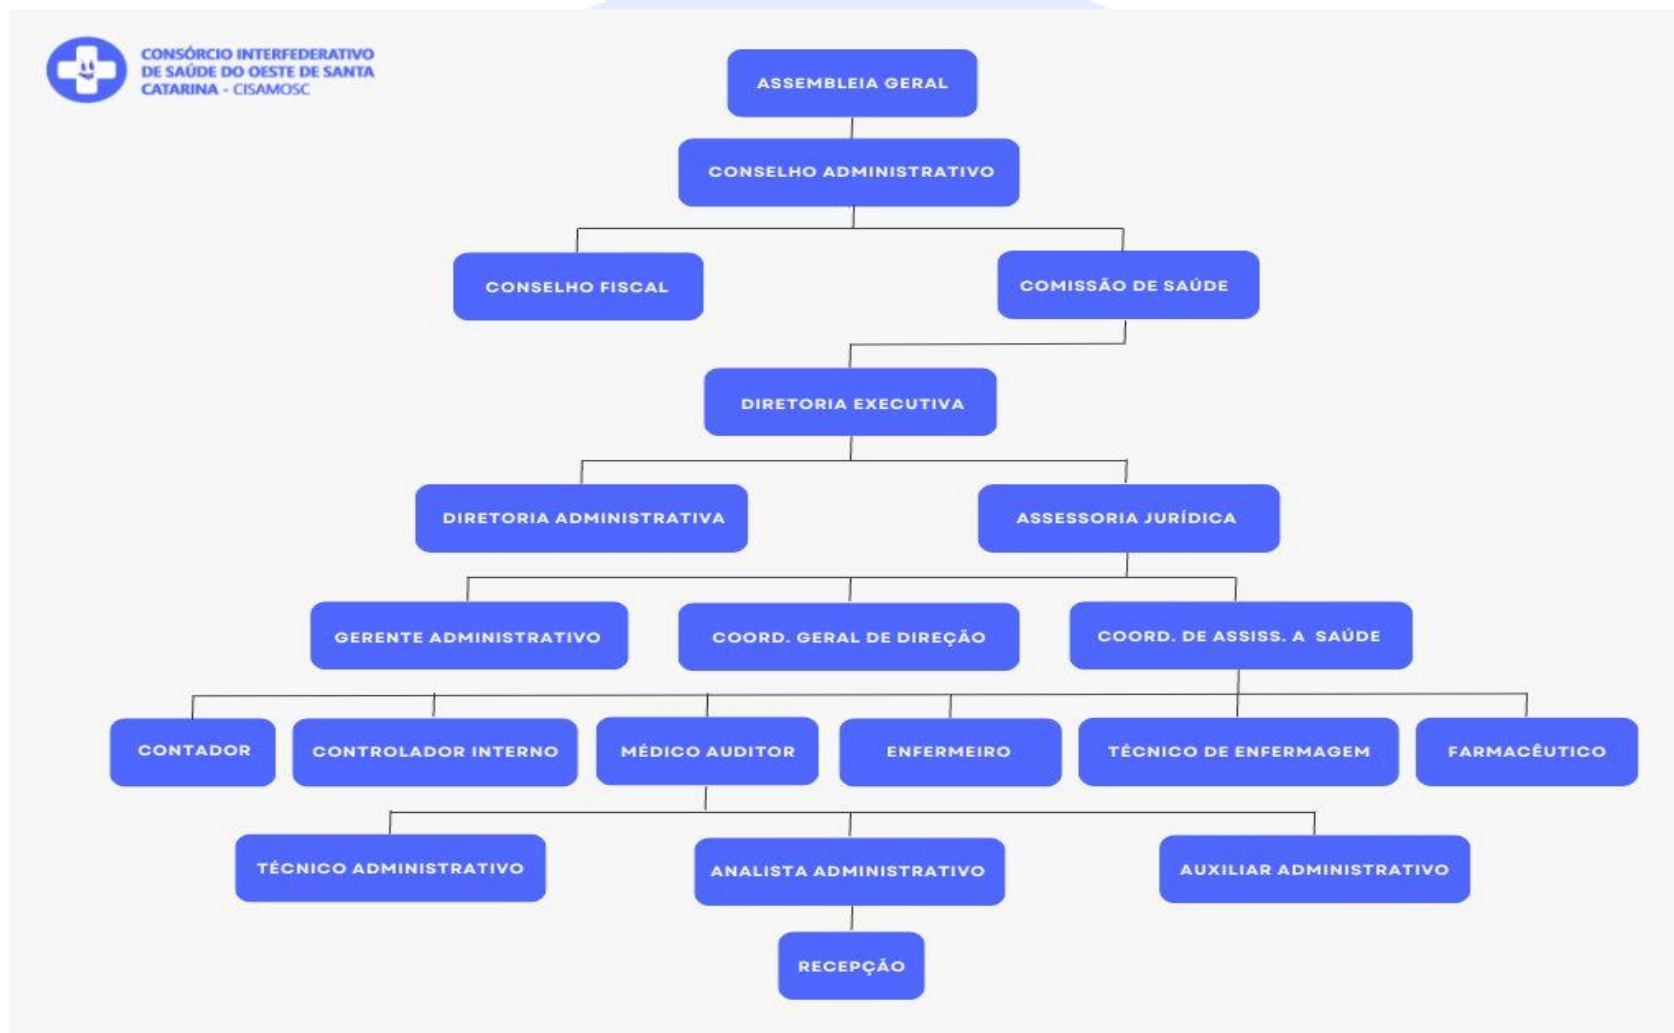 CONSÓRCIO INTERFEDERATIVO
DE SAÚDE DO OESTE DE SANTA
CATARINA - CISAMOSC
ASSEMBLEIA GERAL
CONSELHO ADMINISTRATIVO
CONSELHO FISCAL
COMISSÃO DE SAÚDE
DIRETORIA EXECUTIVA
DIRETORIA ADMINISTRATIVA
ASSESSORIA JURÍDICA
GERENTE ADMINISTRATIVO
COORD. GERAL DE DIREÇÃO
COORD. DE ASSISS. A SAÚDE
CONTADOR
CONTROLADOR INTERNO
MÉDICO AUDITOR
ENFERMEIRO
TÉCNICO DE ENFERMAGEM
FARMACÊUTICO
TÉCNICO ADMINISTRATIVO
ANALISTA ADMINISTRATIVO
AUXILIAR ADMINISTRATIVO
RECEPÇÃO